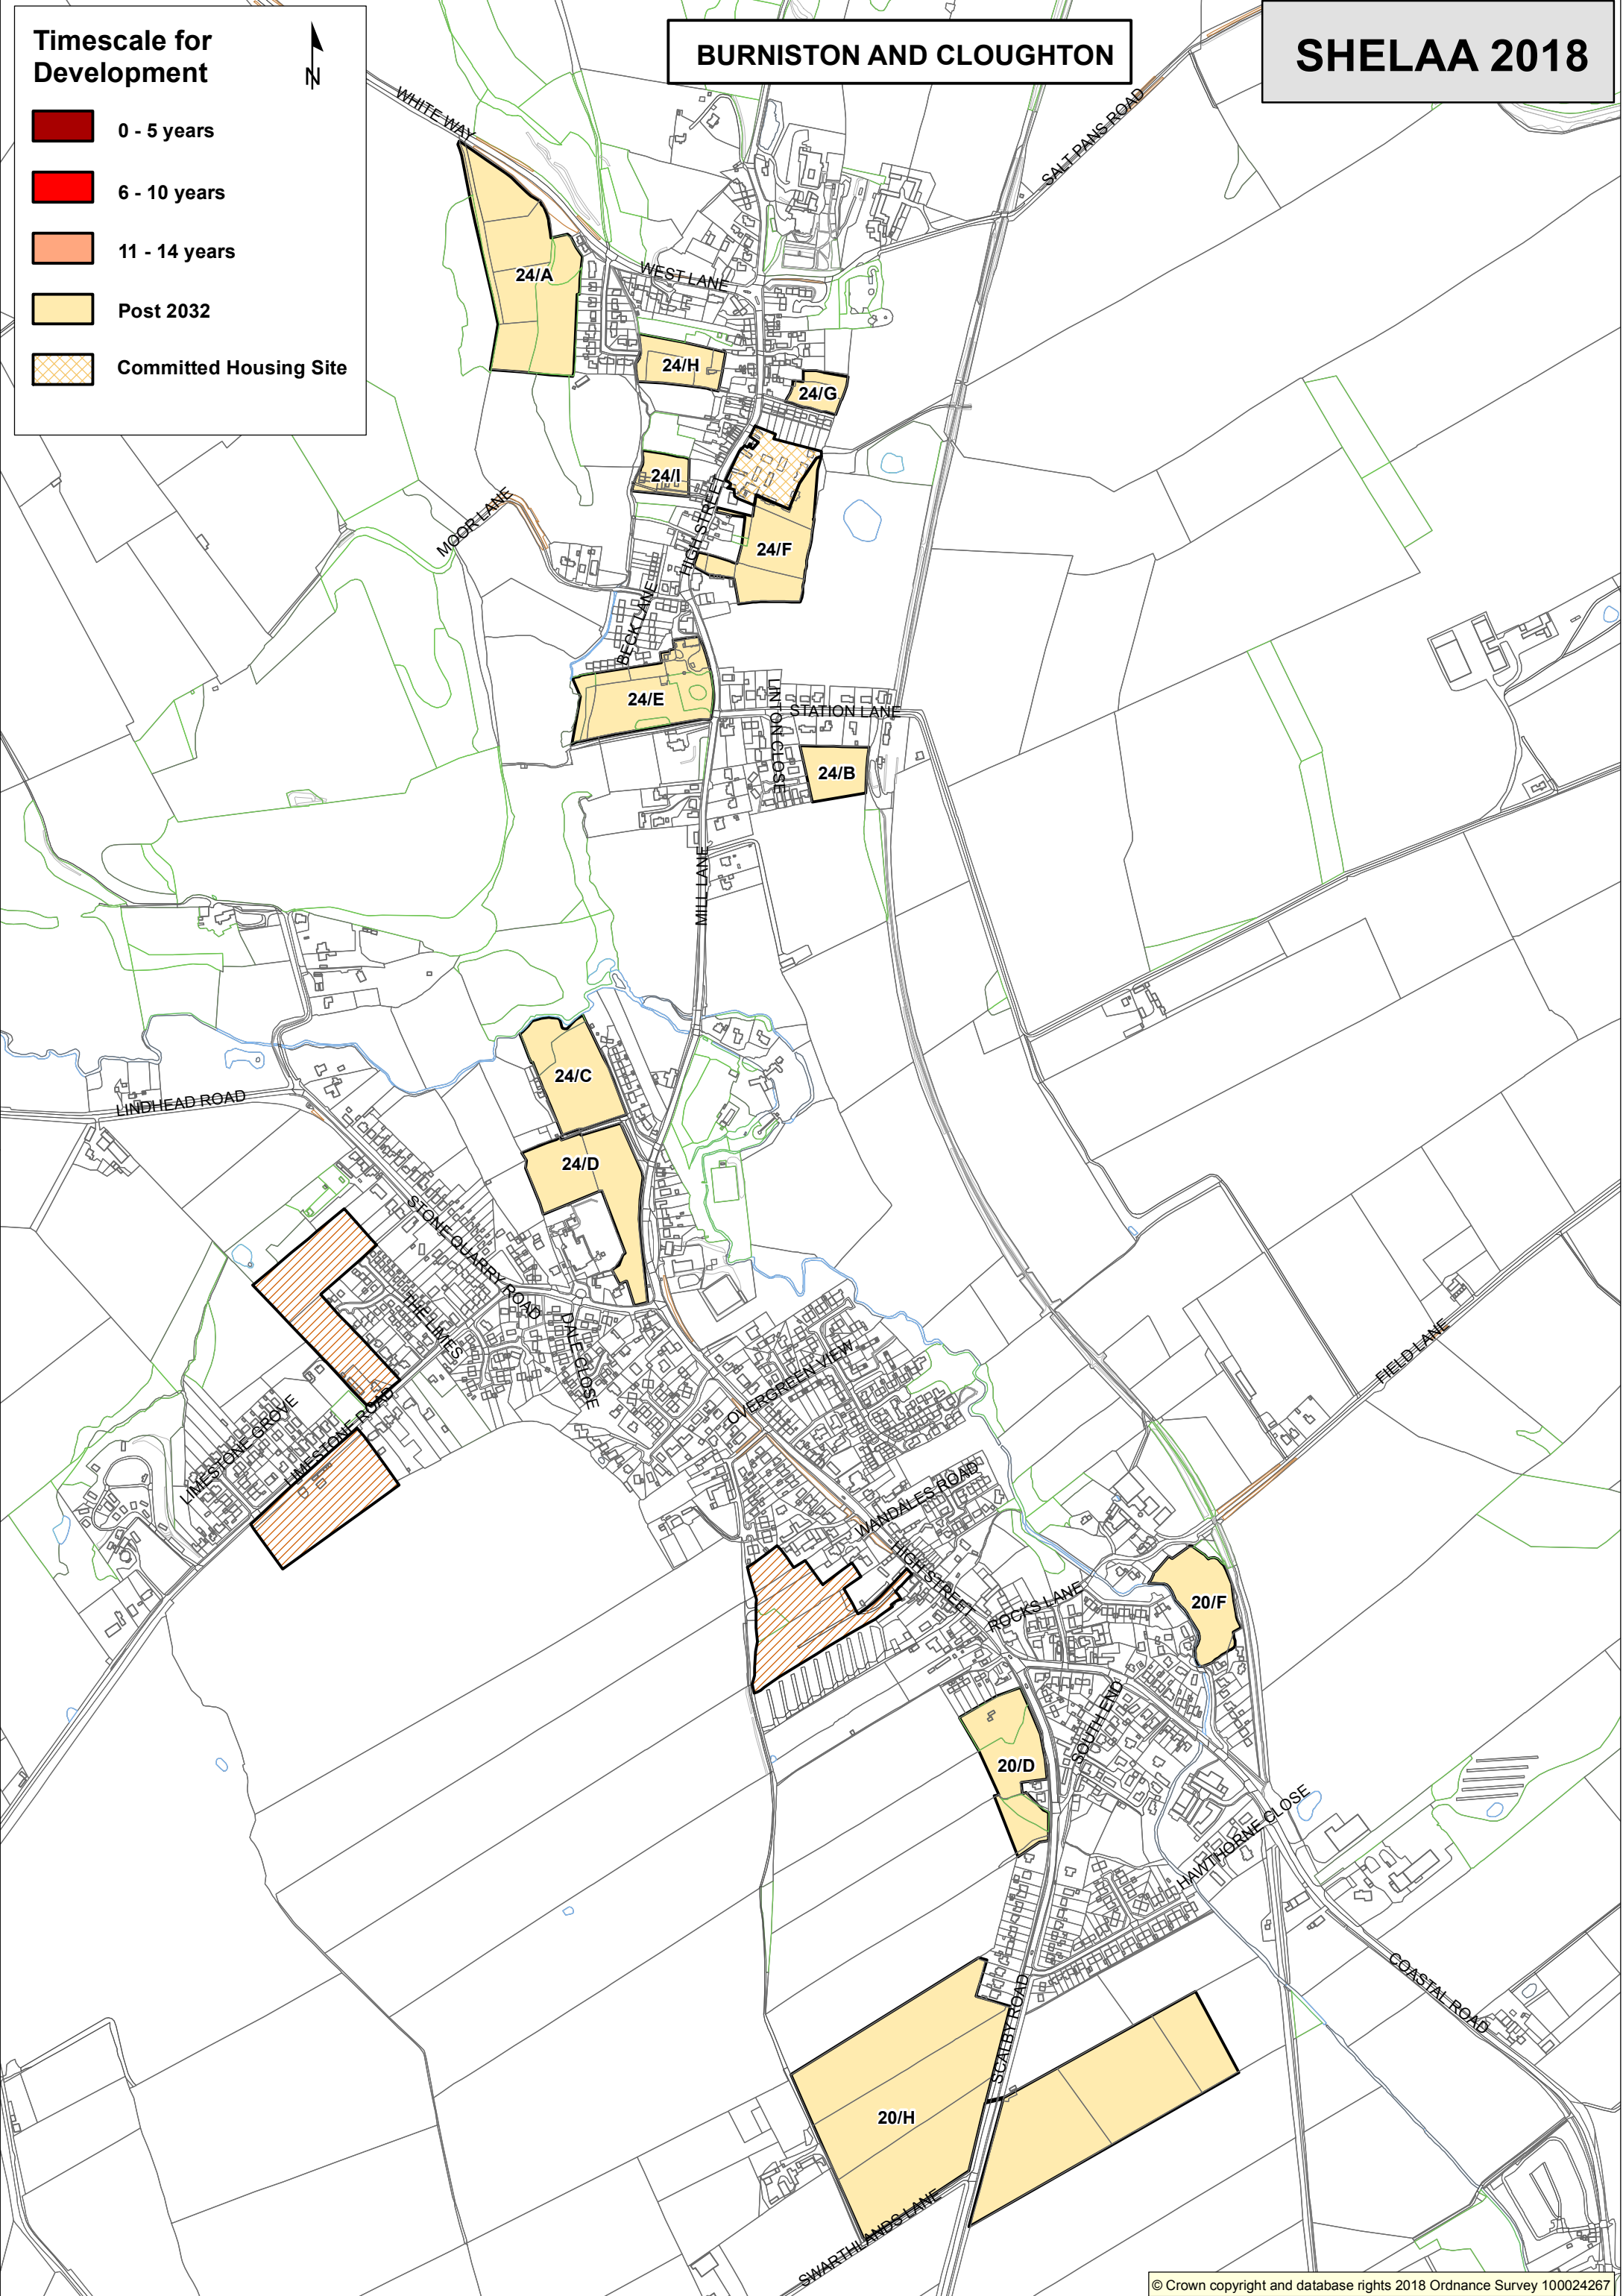 Timescale for
Development
N
0 - 5 years
6 - 10 years
11 - 14 years
Post 2032
Committed Housing Site
BURNISTON AND CLOUGHTON
SHELAA 2018
WHITE WAY
SALT PANS ROAD
24/A
WEST LANE
24/H
24/G
24/I
HIGH STREET
MOOR LANE
24/F
BECK LANE
24/E
LINTON CLOSE
STATION LANE
24/B
MILL LANE
24/C
LINDHEAD ROAD
24/D
STONE QUARRY ROAD
THE LIMES
DALE CLOSE
OVERGREEN VIEW
FIELD LANE
LIMESTONE GROVE
LIMESTONE ROAD
WANDALES ROAD
HIGH STREET
ROCKS LANE
20/F
SOUTH END
20/D
HAWTHORNE CLOSE
COASTAL ROAD
SCALBY ROAD
20/H
SWARTHLANDS LANE
© Crown copyright and database rights 2018 Ordnance Survey 100024267